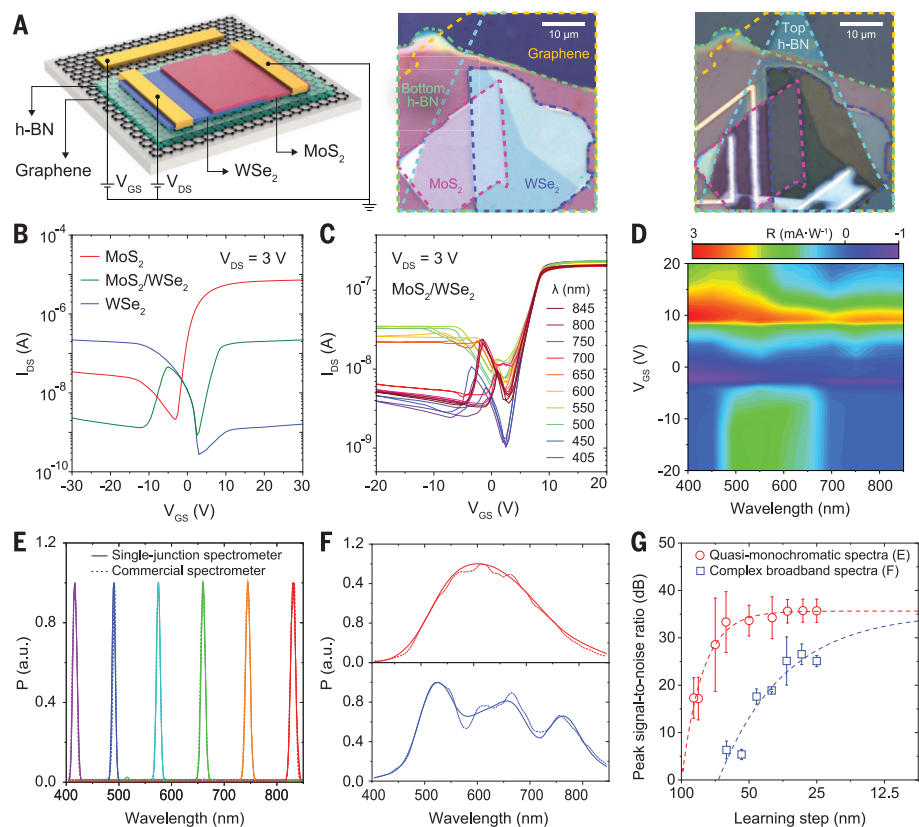 A
h-BN
Graphene
V_GS
V_DS
WSe₂
MoS₂
10 μm
Graphene
Bottom
h-BN
MoS₂
WSe₂
10 μm
Top
h-BN
B
10⁻⁴
10⁻⁶
10⁻⁸
10⁻¹⁰
I_DS (A)
MoS₂
MoS₂/WSe₂
WSe₂
V_DS = 3 V
-30 -20 -10 0 10 20 30
V_GS (V)
C
10⁻⁷
10⁻⁸
10⁻⁹
I_DS (A)
V_DS = 3 V
MoS₂/WSe₂
λ (nm)
845
800
750
700
650
600
550
500
450
405
-20 -10 0 10 20
V_GS (V)
D
3 R (mA·W⁻¹) 0 -1
20
10
0
-10
-20
V_GS (V)
400 500 600 700 800
Wavelength (nm)
E
1.2
0.8
0.4
0.0
P (a.u.)
Single-junction spectrometer
Commercial spectrometer
400 500 600 700 800
Wavelength (nm)
F
1.2
0.4
0.0
0.8
0.0
P (a.u.)
400 500 600 700 800
Wavelength (nm)
G
50
40
30
20
10
0
Peak signal-to-noise ratio (dB)
Quasi-monochromatic spectra (E)
Complex broadband spectra (F)
100 50 25 12.5
Learning step (nm)